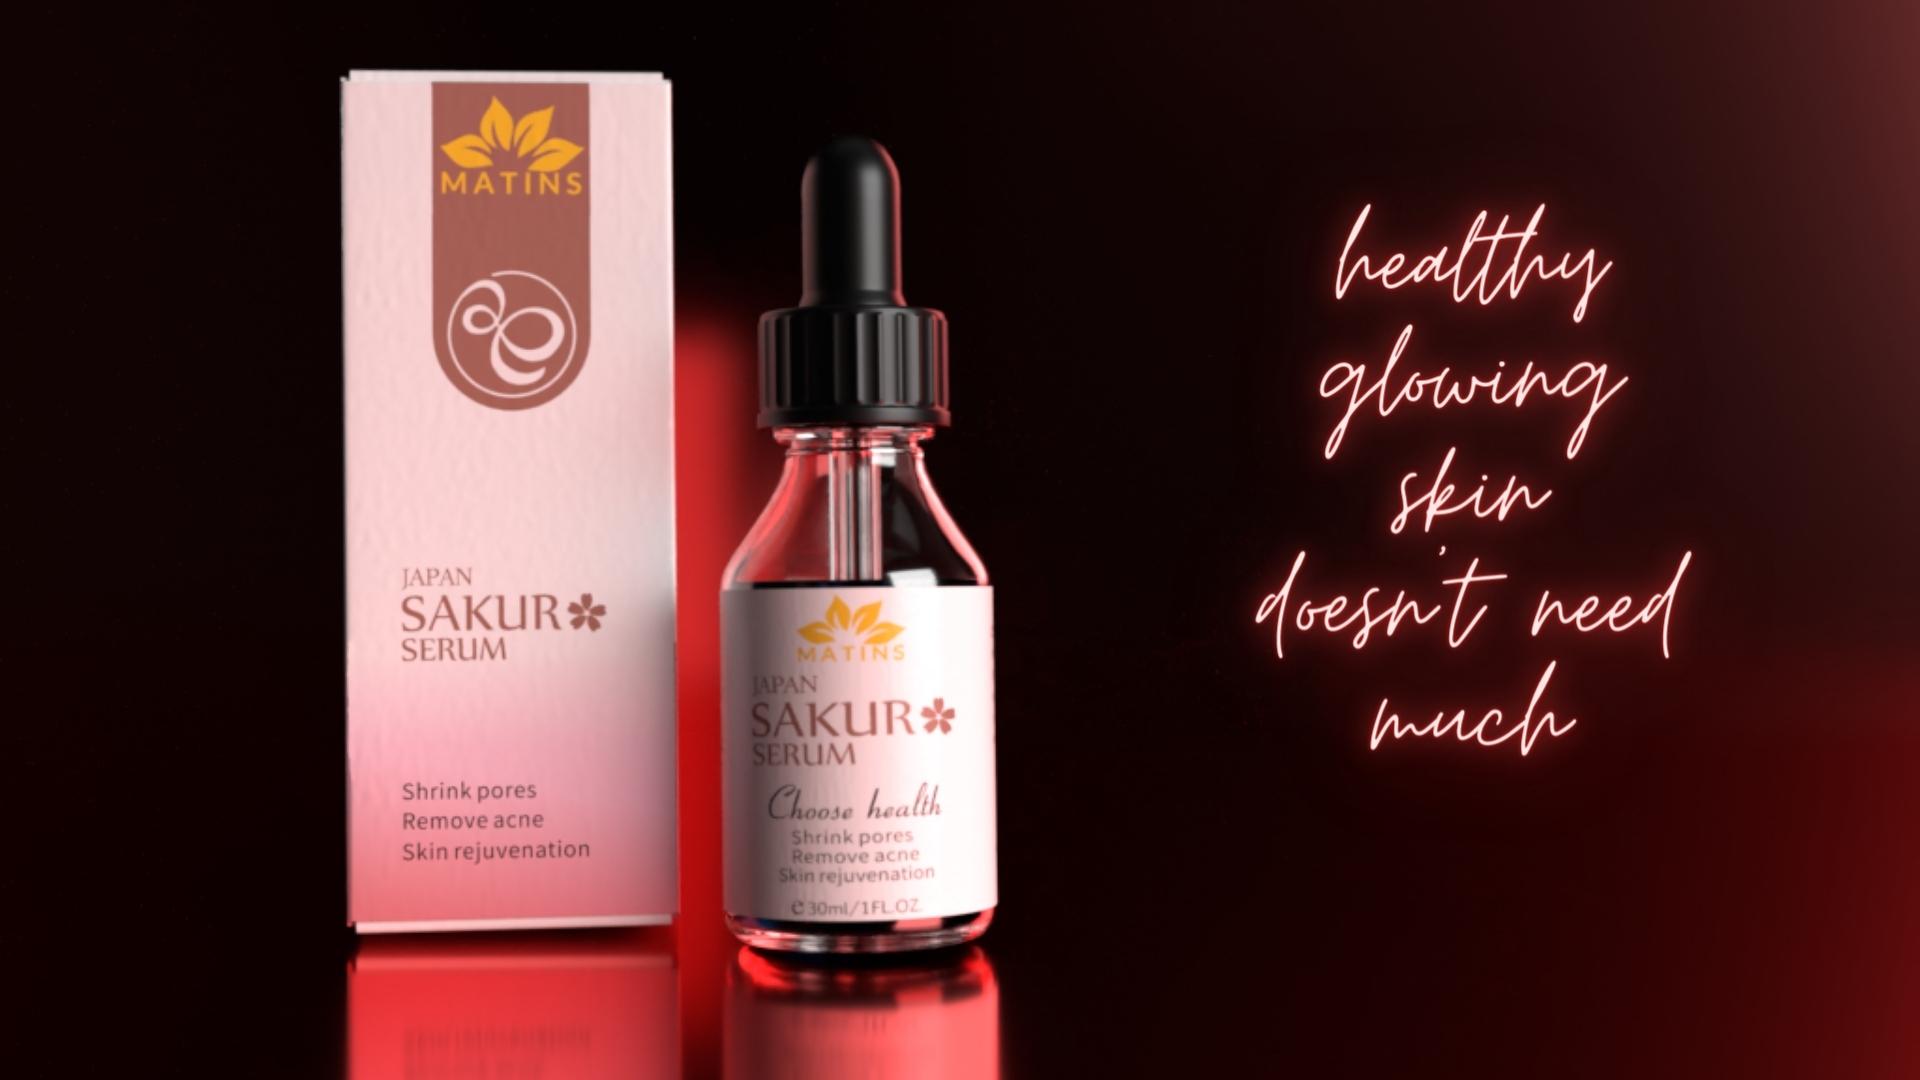 MATINS
JAPAN
SAKUR
SERUM
Shrink pores
Remove acne
Skin rejuvenation
MATINS
JAPAN
SAKUR
SERUM
Choose health
Shrink pores
Remove acne
Skin rejuvenation
℮ 30ml/1FL.OZ.
healthy
glowing
skin
doesn't need
much